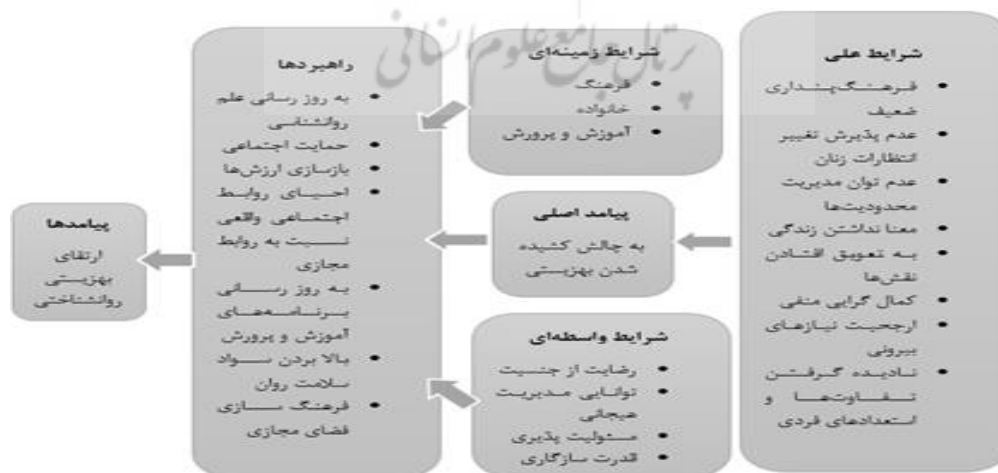 پرتال جامع علوم انسانی
شرایط علی
• فرهنگ‌پنداری
ضعیف
• عدم پذیرش تغییر
انتظارات زنان
• عدم توان مدیریت
محدودیت‌ها
• معنا نداشتن زندگی
• به تعویق افتادن
نقش‌ها
• کمال گرایی منفی
• ارجحیت نیازهای
بیرونی
• نادیده گرفتن
تفاوت‌ها و
استعدادهای فردی
شرایط زمینه‌ای
• فرهنگ
• خانواده
• آموزش و پرورش
پیامد اصلی
به چالش کشیده
شدن بهزیستی
شرایط واسطه‌ای
• رضایت از جنسیت
• توانایی مدیریت
هیجانی
• مسئولیت پذیری
• قدرت سازگاری
راهبردها
• به روز رسانی علم
روانشناسی
• حمایت اجتماعی
• بازسازی ارزش‌ها
• احیای روابط
اجتماعی واقعی
نسبت به روابط
مجازی
• به روز رسانی
برنامه‌های
آموزش و پرورش
• بالا بردن سواد
سلامت روان
• فرهنگ سازی
فضای مجازی
پیامدها
ارتقای
بهزیستی
روانشناختی